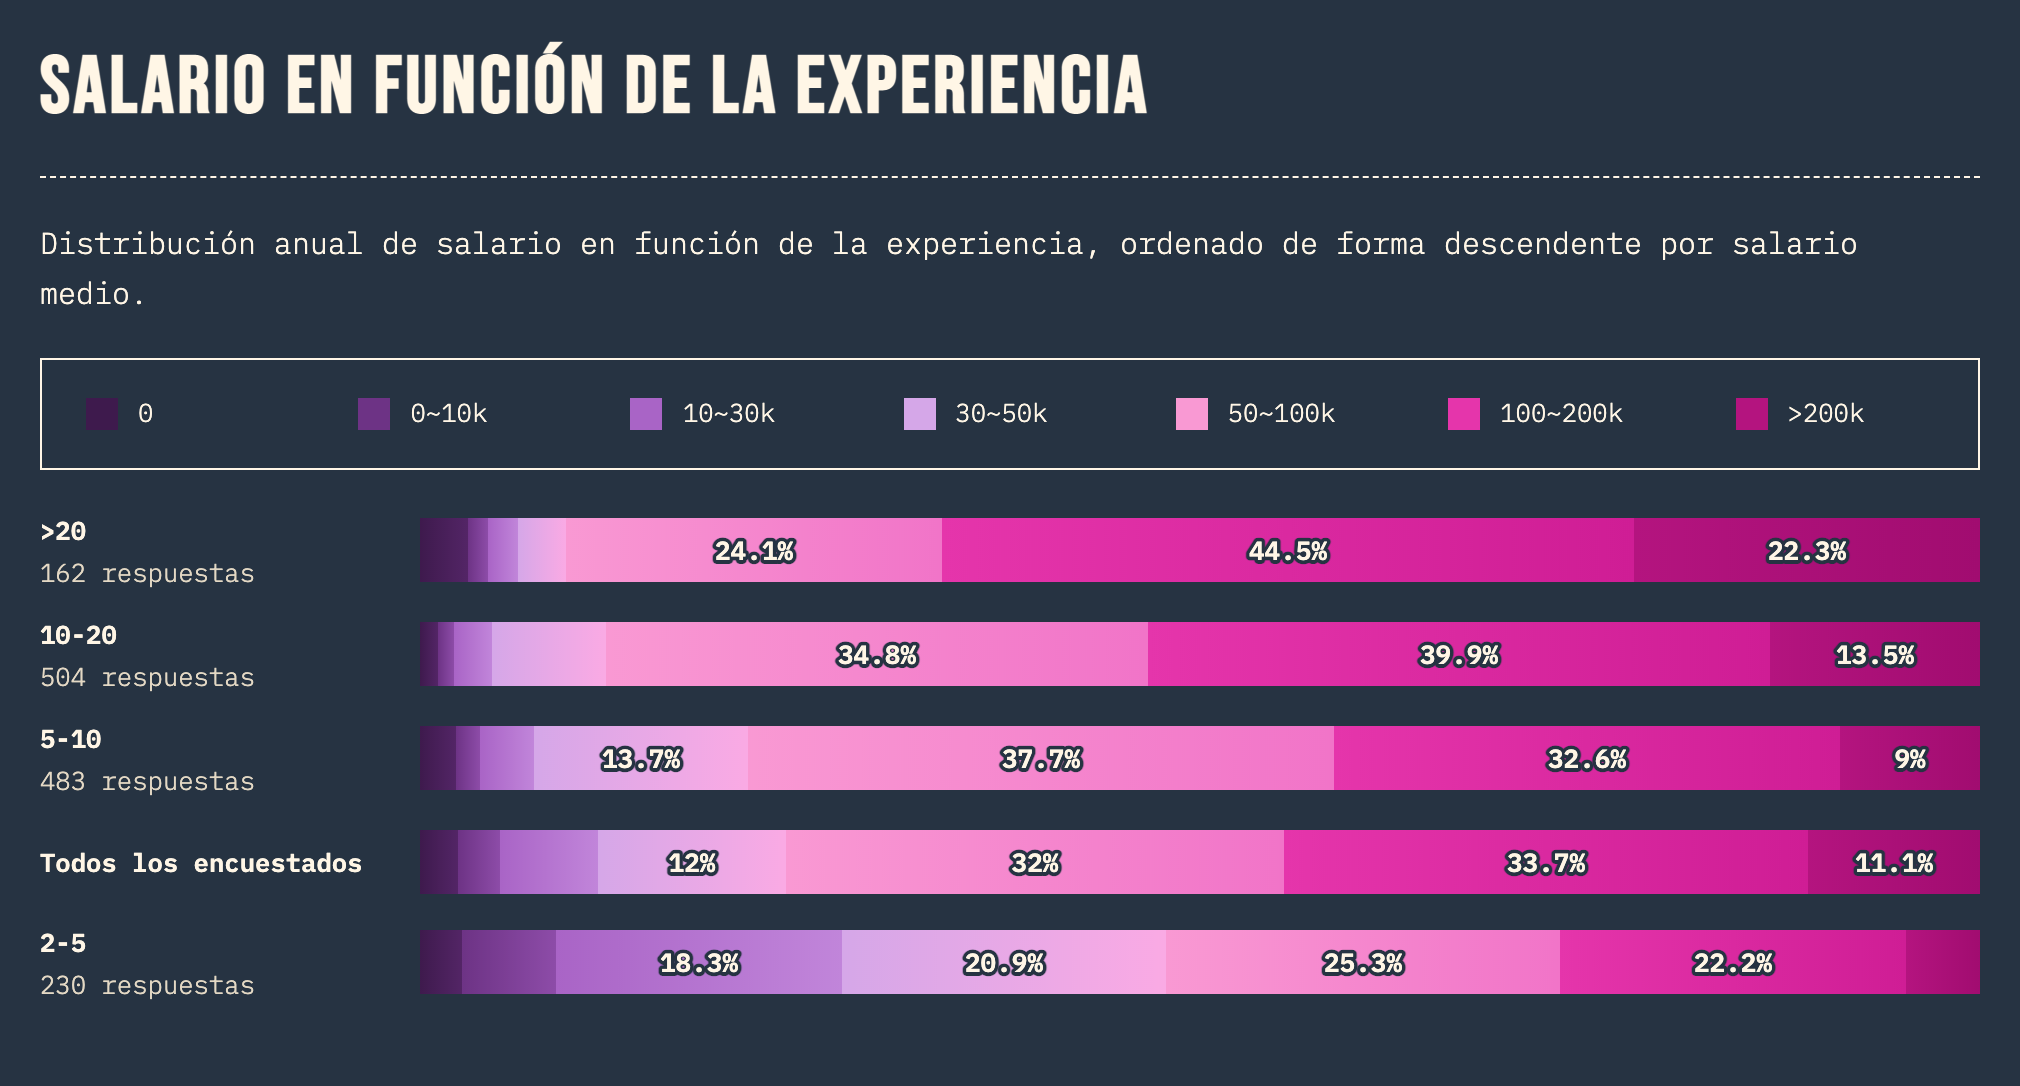 SALARIO EN FUNCIÓN DE LA EXPERIENCIA
Distribución anual de salario en función de la experiencia, ordenado de forma descendente por salario
medio.
0 0~10k 10~30k 30~50k 50~100k 100~200k >200k
>20
162 respuestas
24.1% 44.5% 22.3%
10-20
504 respuestas
34.8% 39.9% 13.5%
5-10
483 respuestas
13.7% 37.7% 32.6% 9%
Todos los encuestados
12% 32% 33.7% 11.1%
2-5
230 respuestas
18.3% 20.9% 25.3% 22.2%